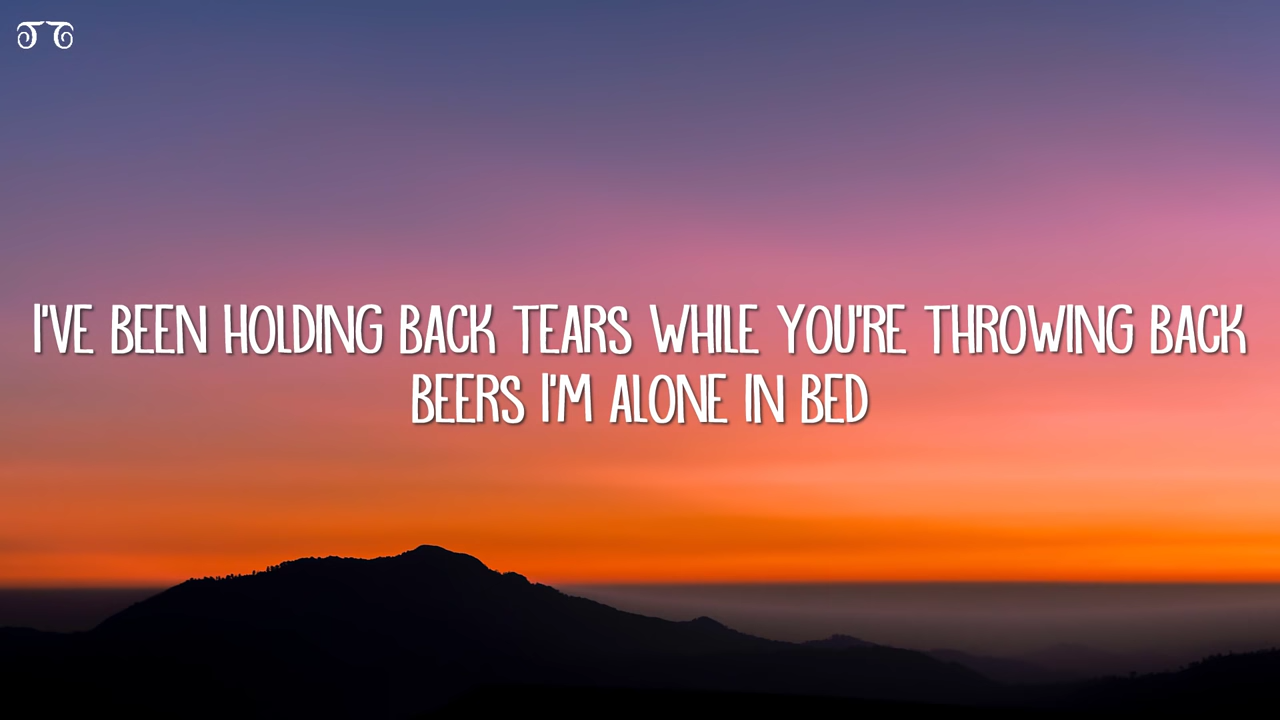 I'VE BEEN HOLDING BACK TEARS WHILE YOU'RE THROWING BACK
BEERS I'M ALONE IN BED